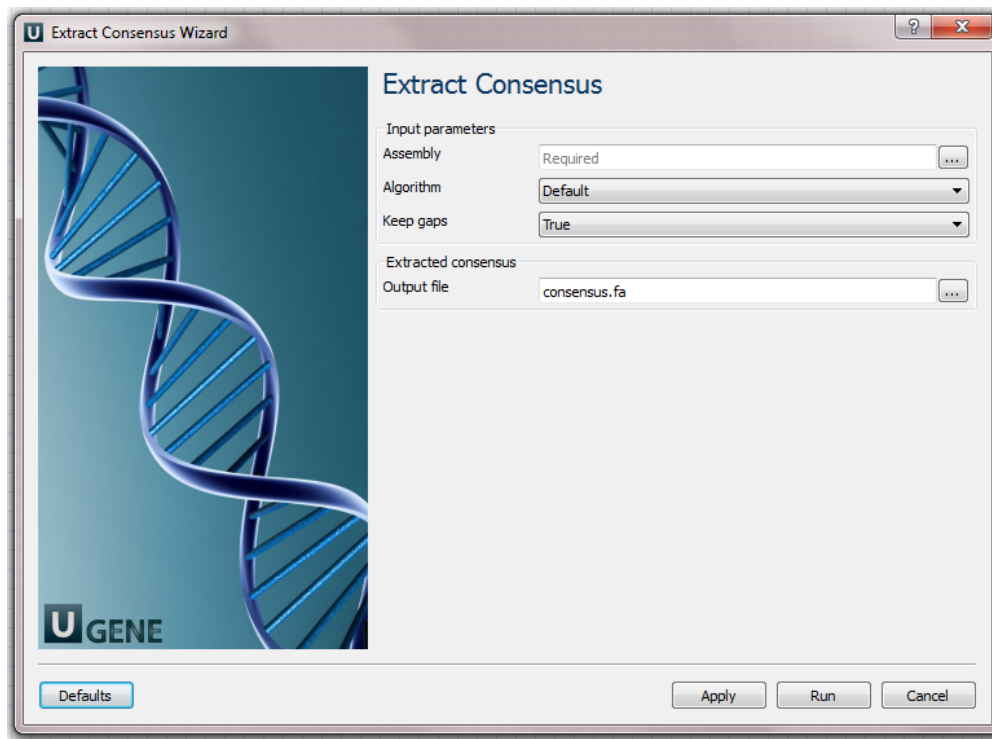 U Extract Consensus Wizard ? X
Extract Consensus
Input parameters
Assembly Required ...
Algorithm Default
Keep gaps True
Extracted consensus
Output file consensus.fa ...
U GENE
Defaults Apply Run Cancel